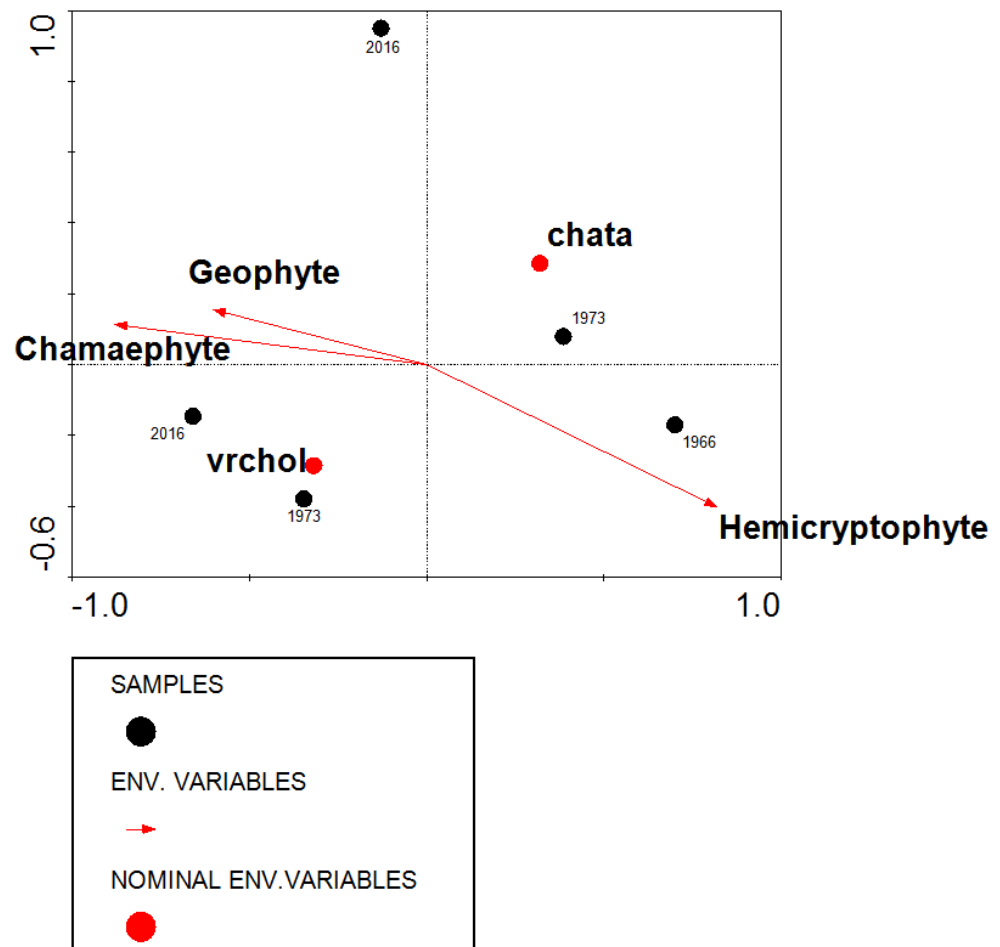 1.0
2016
chata
Geophyte
1973
Chamaephyte
2016
1966
vrchol
1973
Hemicryptophyte
-0.6
-1.0
1.0
SAMPLES
ENV. VARIABLES
NOMINAL ENV.VARIABLES